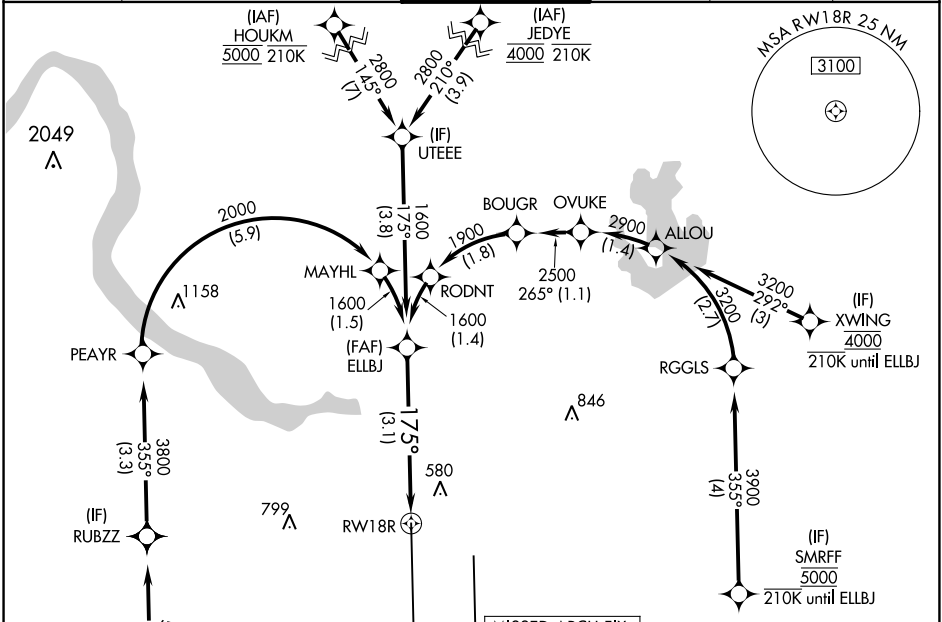 (IAF)
HOUKM
5000 210K
(IAF)
JEDYE
4000 210K
MSA RW18R 25 NM
3100
2800
145°
(7)
2800
210°
(3.9)
2049
(IF)
UTEEE
1600
175°
(3.8)
BOUGR
OVUKE
2000
(5.9)
1900
(1.8)
2900
(1.4)
ALLOU
MAYHL
RODNT
2500
265° (1.1)
3200
292°
(3)
3200
(2.7)
(IF)
XWING
4000
210K until ELLBJ
1158
1600
(1.5)
1600
(1.4)
PEAYR
(FAF)
ELLBJ
RGGLS
846
175°
(3.1)
3800
355°
(3.3)
3900
355°
(4)
580
799
(IF)
RUBZZ
RW18R
(IF)
SMRFF
5000
210K until ELLBJ